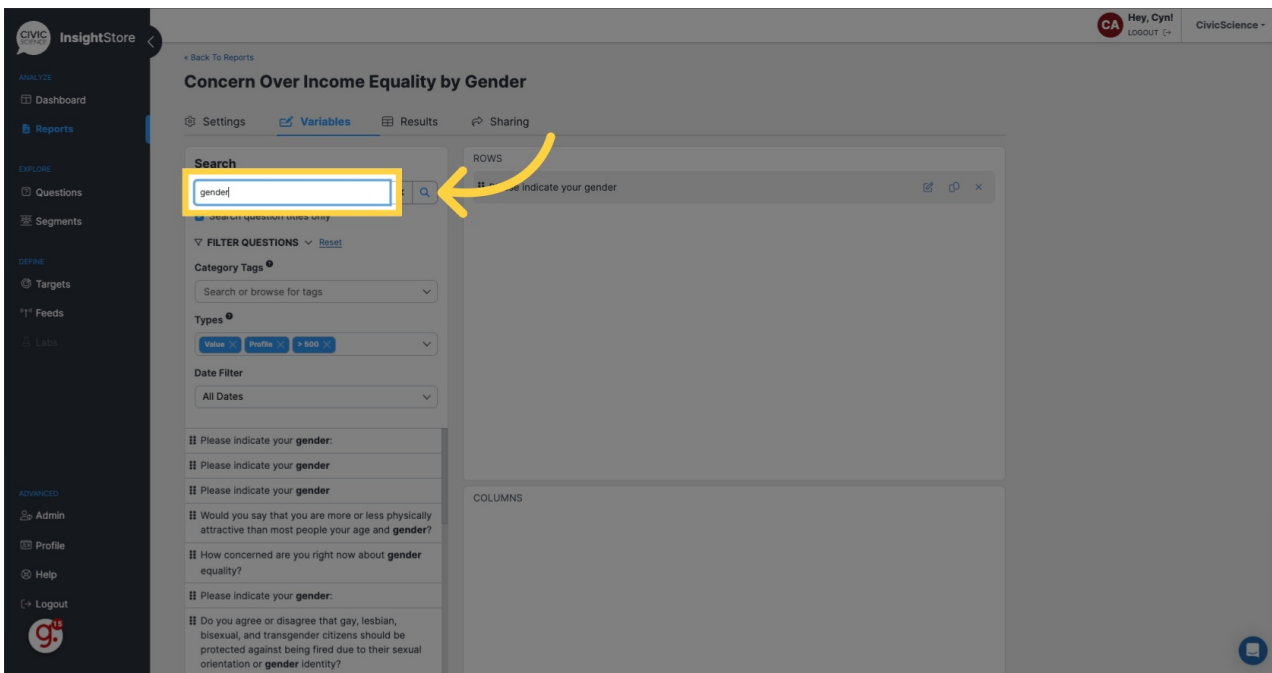 CIVIC
SCIENCE
InsightStore
Hey, Cyn!
CA
LOGOUT
CivicScience
ANALYZE
Dashboard
Reports
EXPLORE
Questions
Segments
DEFINE
Targets
Feeds
Labs
ADVANCED
Admin
Profile
Help
Logout
g.
15
« Back To Reports
Concern Over Income Equality by Gender
Settings
Variables
Results
Sharing
Search
gender
Search question titles only
FILTER QUESTIONS
Reset
Category Tags
Search or browse for tags
Types
Value
Profile
> 500
Date Filter
All Dates
Please indicate your gender:
Please indicate your gender
Please indicate your gender
Would you say that you are more or less physically
attractive than most people your age and gender?
How concerned are you right now about gender
equality?
Please indicate your gender:
Do you agree or disagree that gay, lesbian,
bisexual, and transgender citizens should be
protected against being fired due to their sexual
orientation or gender identity?
ROWS
indicate your gender
COLUMNS